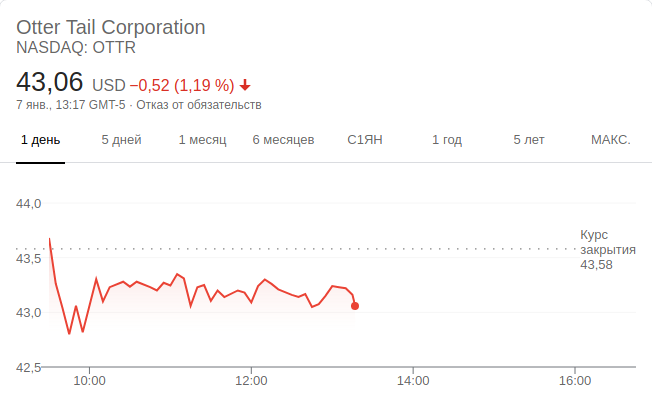 Otter Tail Corporation
NASDAQ: OTTR
43,06 USD −0,52 (1,19 %)
7 янв., 13:17 GMT-5 · Отказ от обязательств
1 день 5 дней 1 месяц 6 месяцев С1ЯН 1 год 5 лет МАКС.
44,0
Курс
закрытия
43,58
43,5
43,0
42,5
10:00 12:00 14:00 16:00